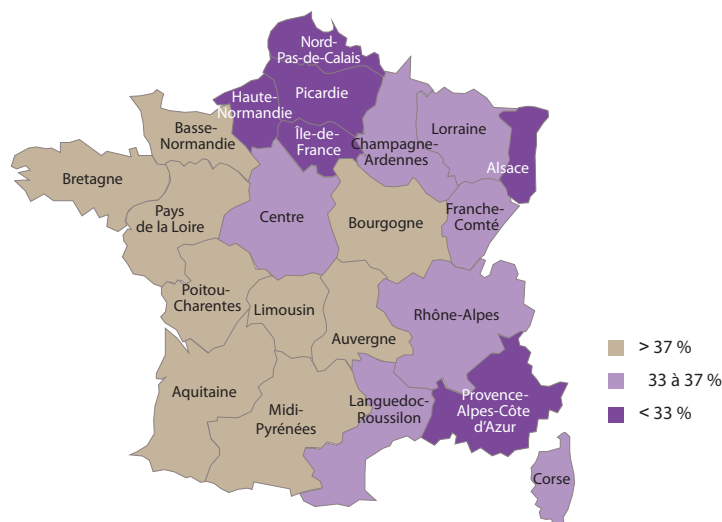 Nord-
Pas-de-Calais
Haute-
Normandie
Picardie
Basse-
Normandie
Île-de-
France
Champagne-
Ardennes
Lorraine
Alsace
Bretagne
Pays
de la Loire
Centre
Bourgogne
Franche-
Comté
Poitou-
Charentes
Limousin
Auvergne
Rhône-Alpes
Aquitaine
Midi-
Pyrénées
Languedoc-
Roussilon
Provence-
Alpes-Côte
d'Azur
Corse
> 37 %
33 à 37 %
< 33 %